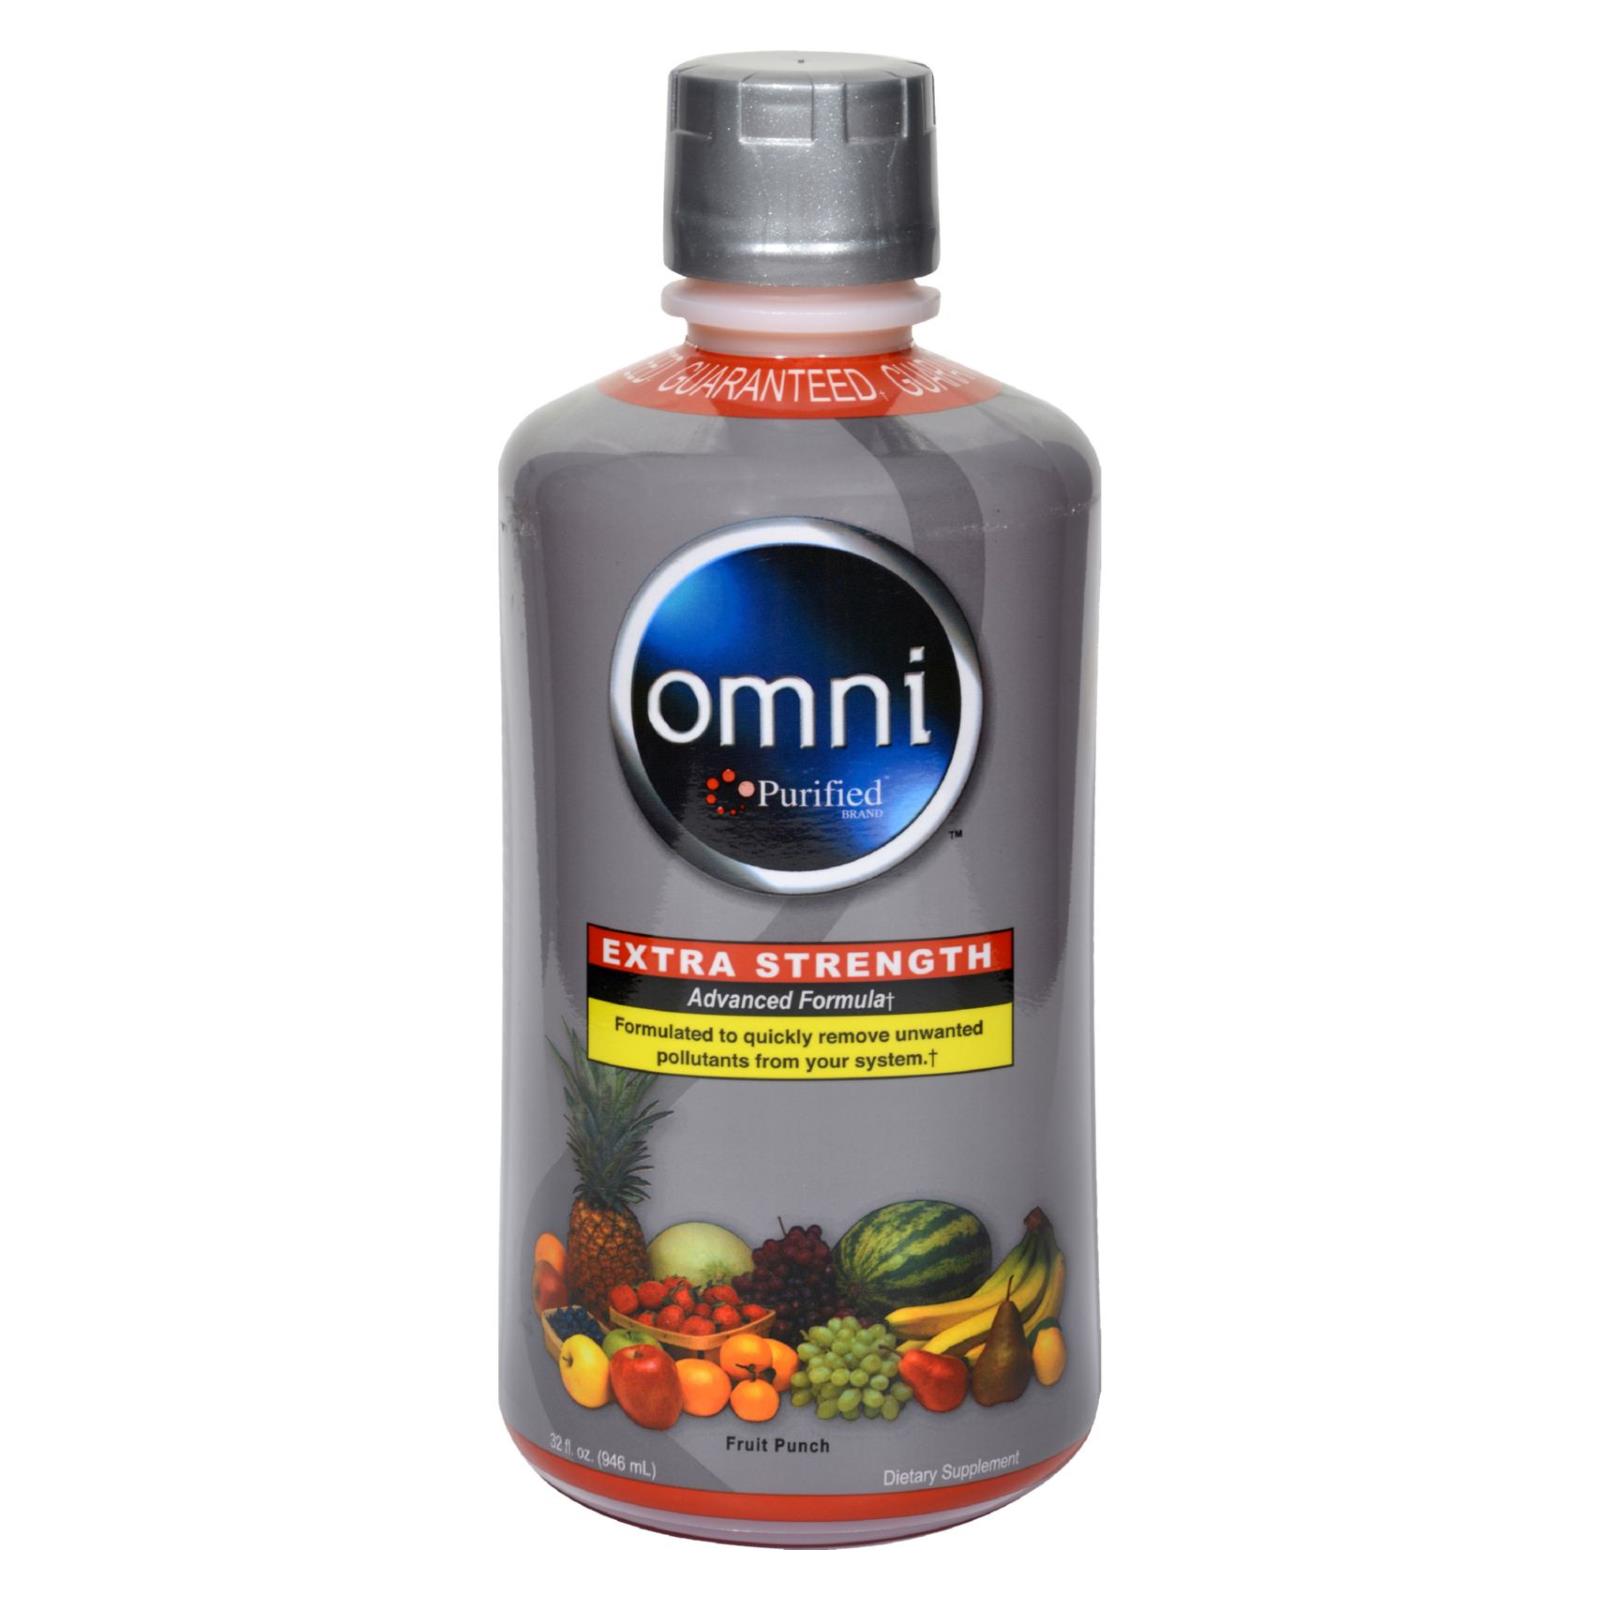 GUARANTEED†
omni
Purified™
BRAND
TM
EXTRA STRENGTH
Advanced Formula†
Formulated to quickly remove unwanted
pollutants from your system.†
Fruit Punch
32 fl. oz. (946 mL)
Dietary Supplement